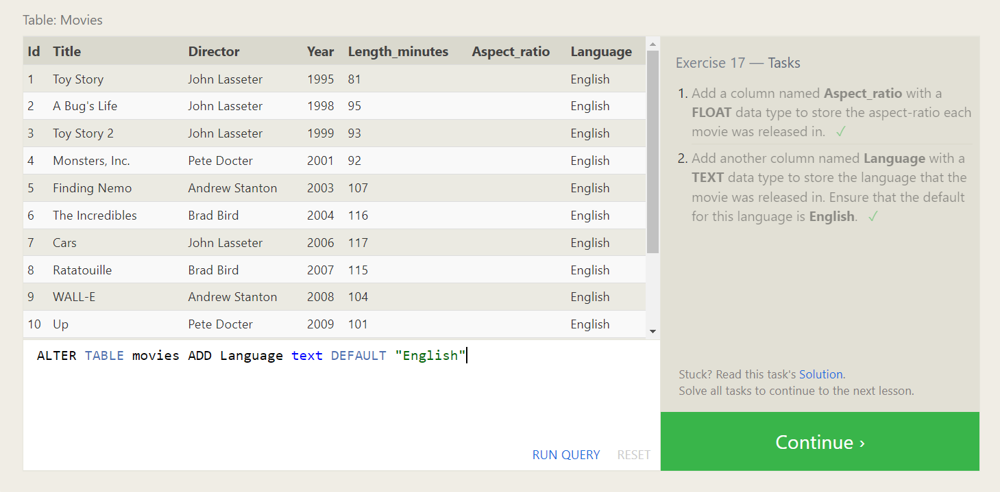 Table: Movies
Id Title Director Year Length_minutes Aspect_ratio Language
1 Toy Story John Lasseter 1995 81 English
2 A Bug's Life John Lasseter 1998 95 English
3 Toy Story 2 John Lasseter 1999 93 English
4 Monsters, Inc. Pete Docter 2001 92 English
5 Finding Nemo Andrew Stanton 2003 107 English
6 The Incredibles Brad Bird 2004 116 English
7 Cars John Lasseter 2006 117 English
8 Ratatouille Brad Bird 2007 115 English
9 WALL-E Andrew Stanton 2008 104 English
10 Up Pete Docter 2009 101 English
ALTER TABLE movies ADD Language text DEFAULT "English"
RUN QUERY RESET
Exercise 17 — Tasks
1. Add a column named Aspect_ratio with a
FLOAT data type to store the aspect-ratio each
movie was released in. ✓
2. Add another column named Language with a
TEXT data type to store the language that the
movie was released in. Ensure that the default
for this language is English. ✓
Stuck? Read this task's Solution.
Solve all tasks to continue to the next lesson.
Continue ›